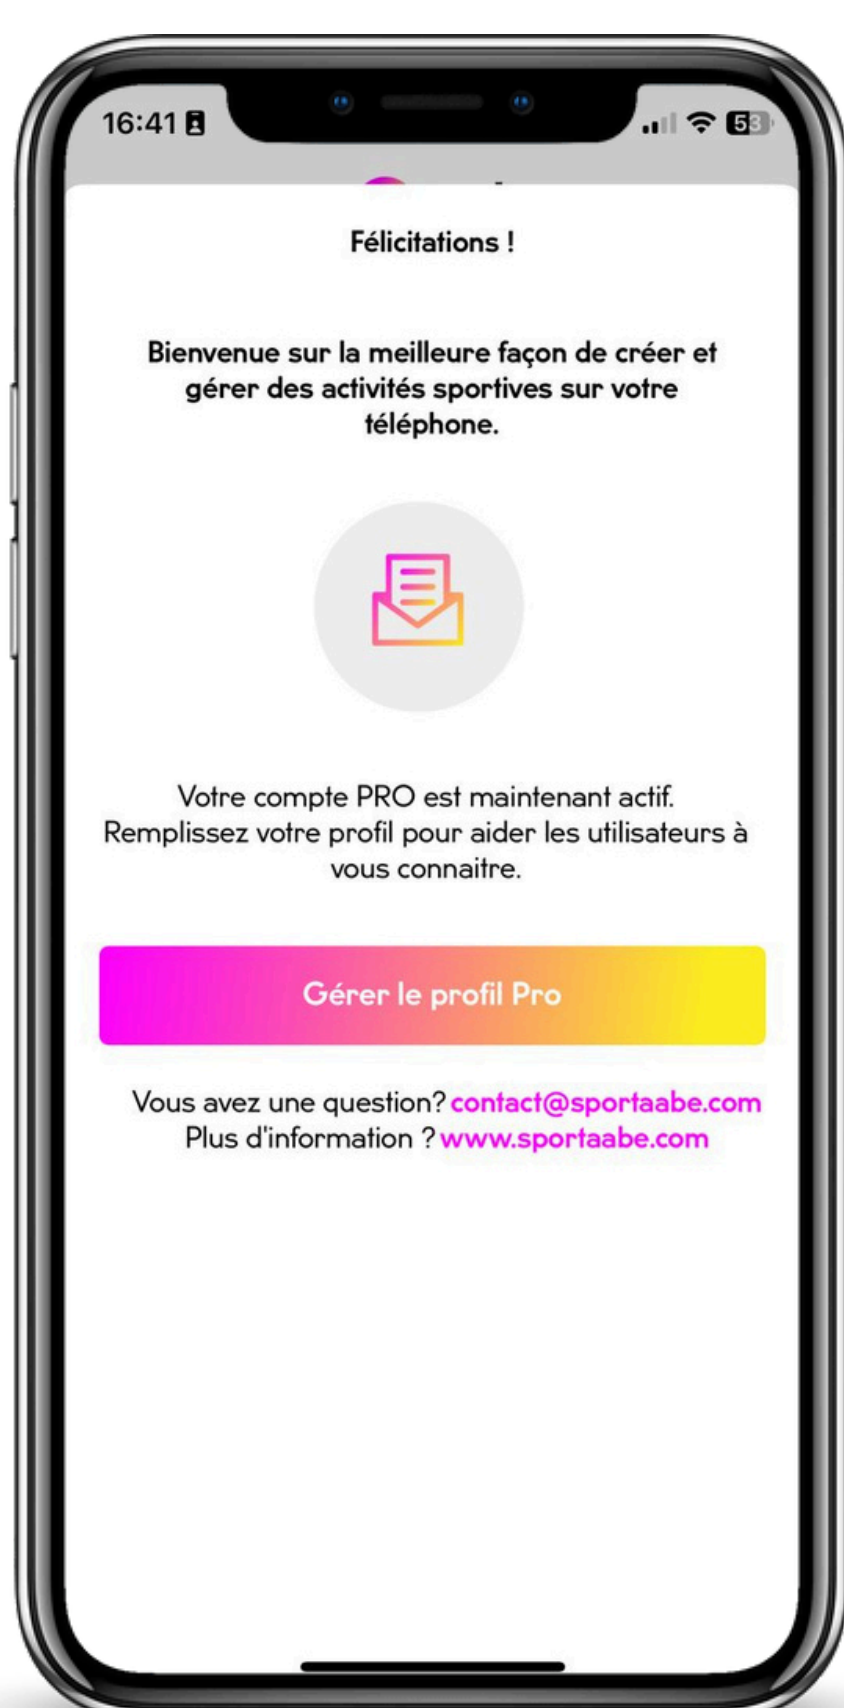 16:41
53
Félicitations !
Bienvenue sur la meilleure façon de créer et
gérer des activités sportives sur votre
téléphone.
Votre compte PRO est maintenant actif.
Remplissez votre profil pour aider les utilisateurs à
vous connaitre.
Gérer le profil Pro
Vous avez une question? contact@sportaabe.com
Plus d'information ? www.sportaabe.com